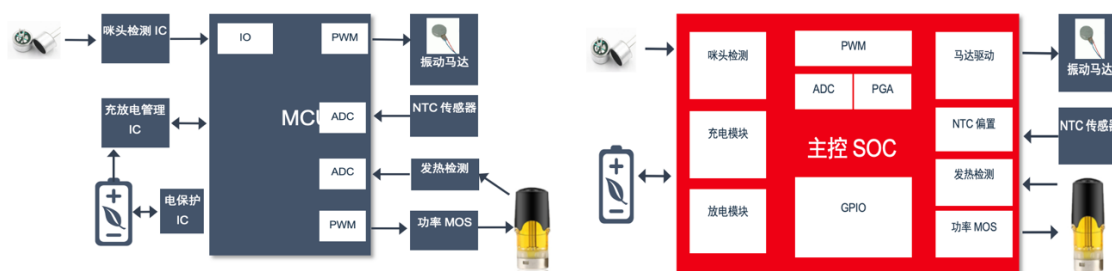 咪头检测 IC
IO
PWM
振动马达
充放电管理
IC
MCU
ADC
NTC 传感器
ADC
发热检测
电保护
IC
PWM
功率 MOS
咪头检测
PWM
马达驱动
振动马达
ADC
PGA
充电模块
主控 SOC
NTC 偏置
NTC 传感器
发热检测
放电模块
GPIO
功率 MOS